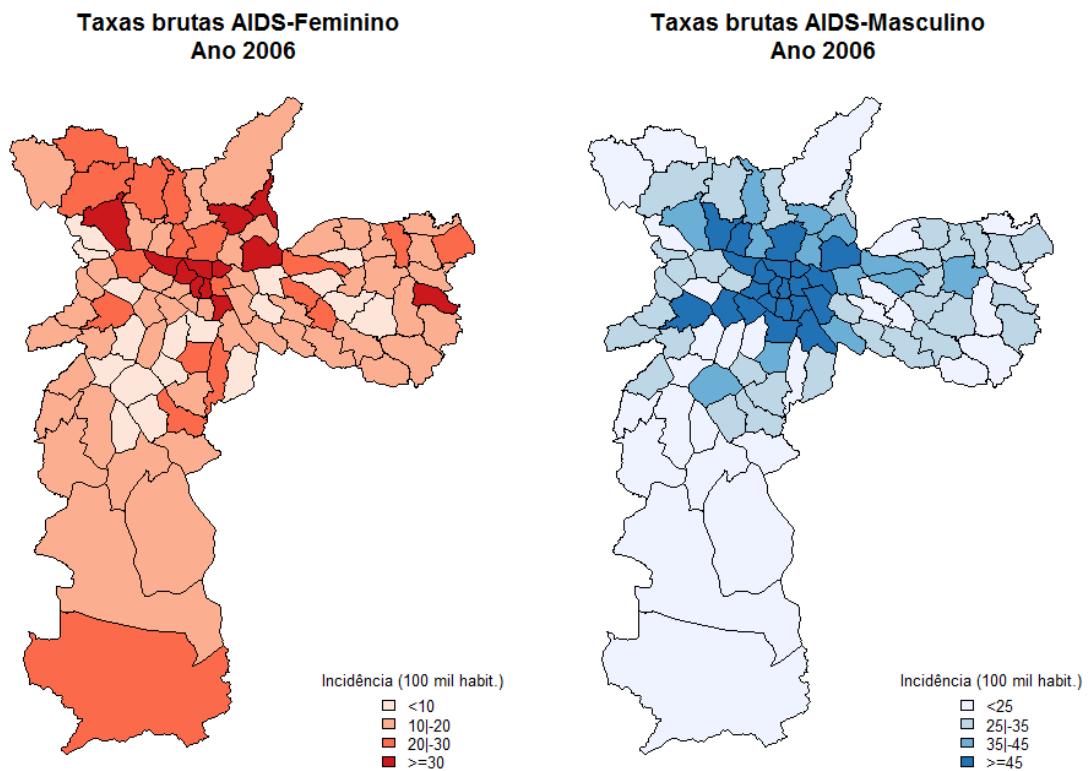 Taxas brutas AIDS-Feminino
Ano 2006
Incidência (100 mil habit.)
<10
10|-20
20|-30
>=30
Taxas brutas AIDS-Masculino
Ano 2006
Incidência (100 mil habit.)
<25
25|-35
35|-45
>=45